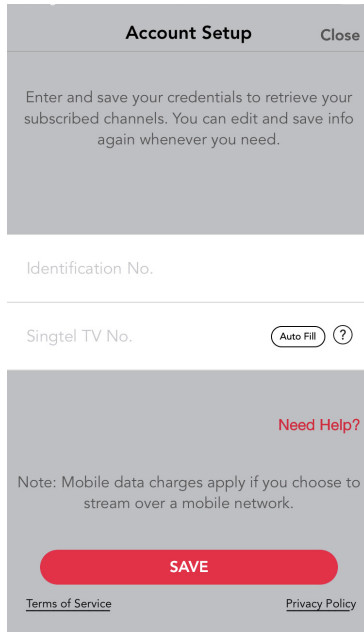 Account Setup
Close
Enter and save your credentials to retrieve your
subscribed channels. You can edit and save info
again whenever you need.
Identification No.
Singtel TV No.
Auto Fill
?
Need Help?
Note: Mobile data charges apply if you choose to
stream over a mobile network.
SAVE
Terms of Service
Privacy Policy